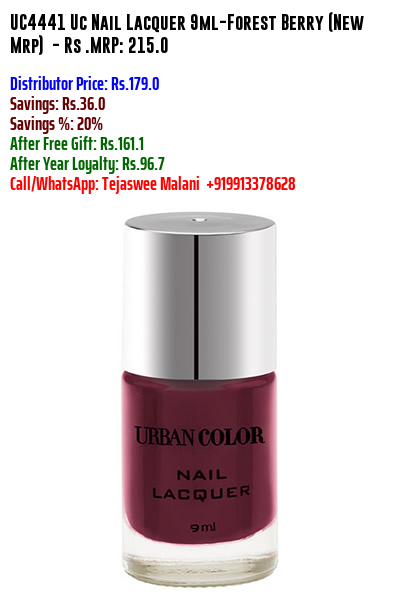 UC4441 Uc Nail Lacquer 9ml-Forest Berry (New
Mrp) - Rs .MRP: 215.0
Distributor Price: Rs.179.0
Savings: Rs.36.0
Savings %: 20%
After Free Gift: Rs.161.1
After Year Loyalty: Rs.96.7
Call/WhatsApp: Tejaswee Malani +919913378628
URBAN COLOR
NAIL
LACQUER
9ml